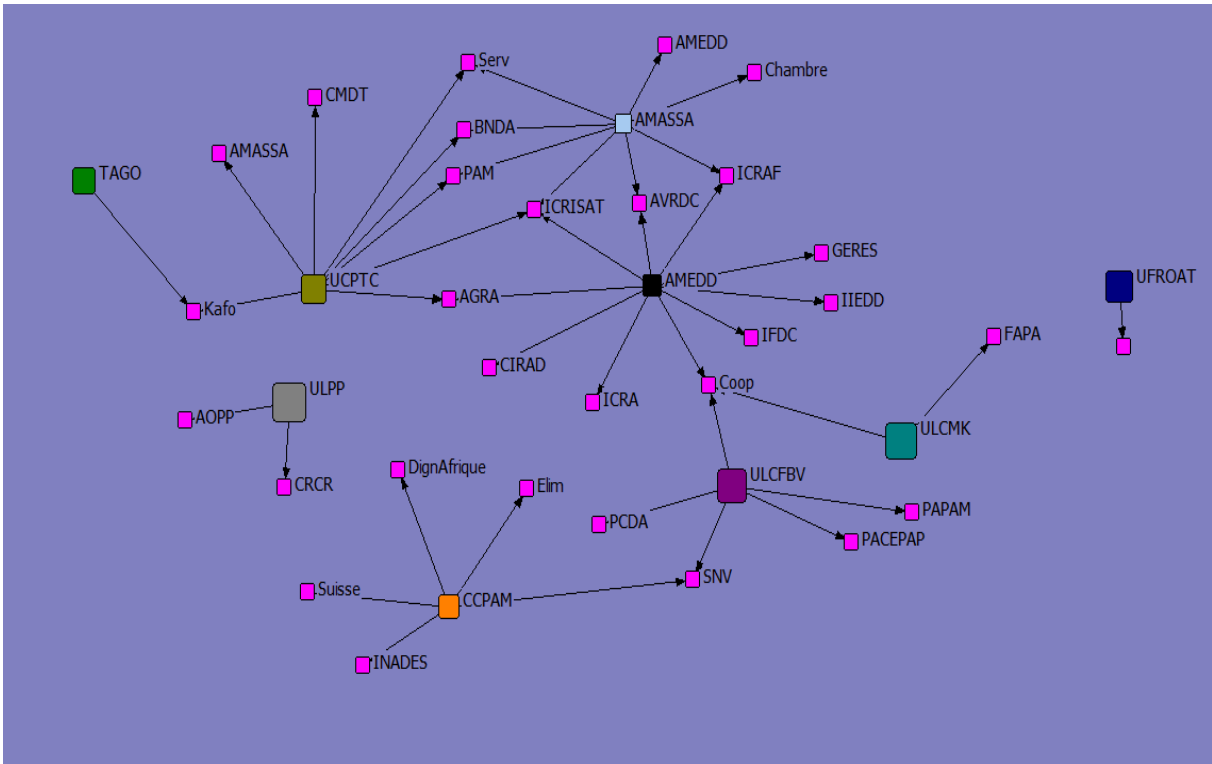 AMEDD
Serv
Chambre
CMDT
AMASSA
BNDA
AMASSA
TAGO
PAM
ICRAF
ICRISAT
AVRDC
GERES
UCPTC
AMEDD
UFROAT
AGRA
IIEDD
Kafo
IFDC
FAPA
CIRAD
Coop
ULPP
ICRA
AOPP
ULCMK
DignAfrique
ULCFBV
CRCR
Elim
PAPAM
PCDA
PACEPAP
SNV
Suisse
CCPAM
INADES